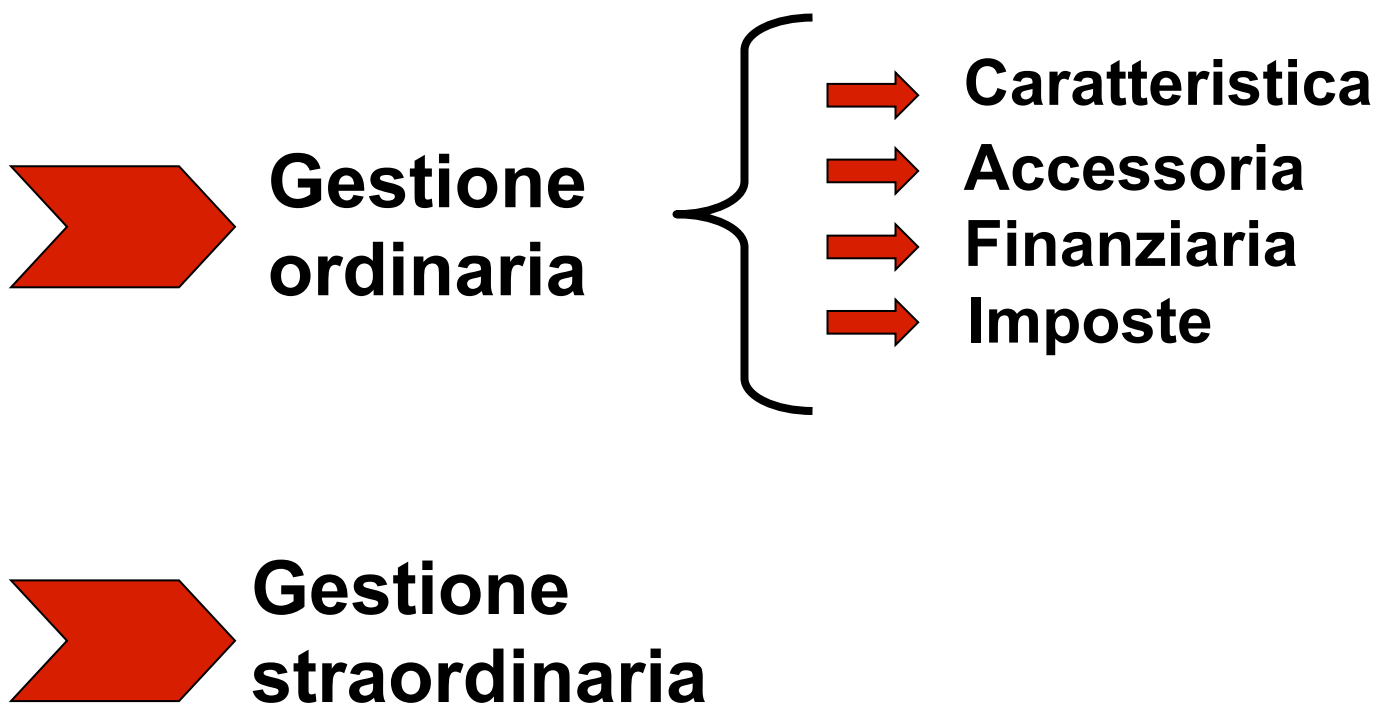 Gestione
ordinaria
Caratteristica
Accessoria
Finanziaria
Imposte
Gestione
straordinaria